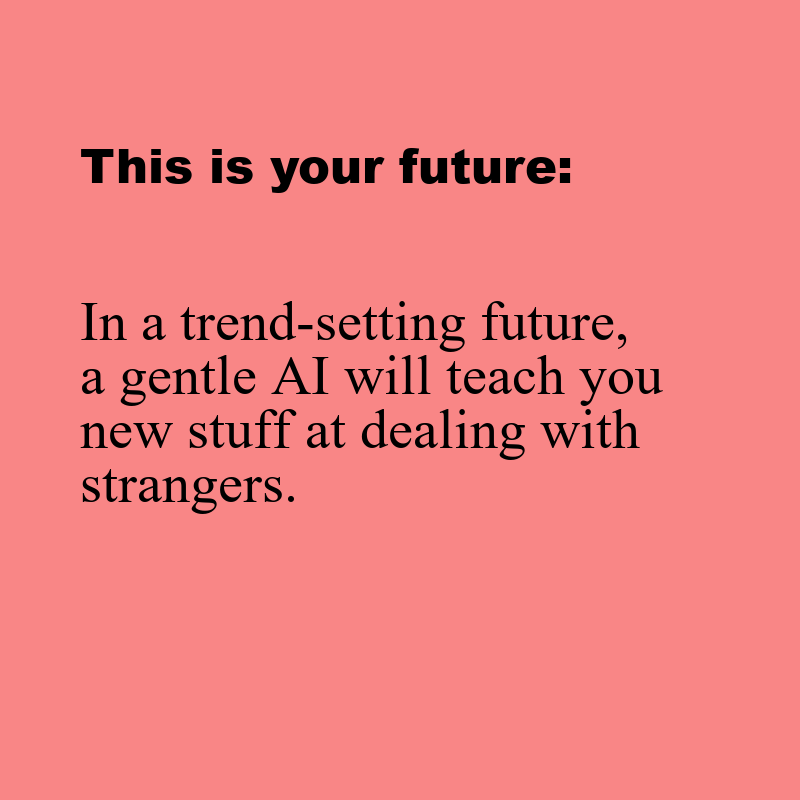 This is your future:
In a trend-setting future,
a gentle AI will teach you
new stuff at dealing with
strangers.